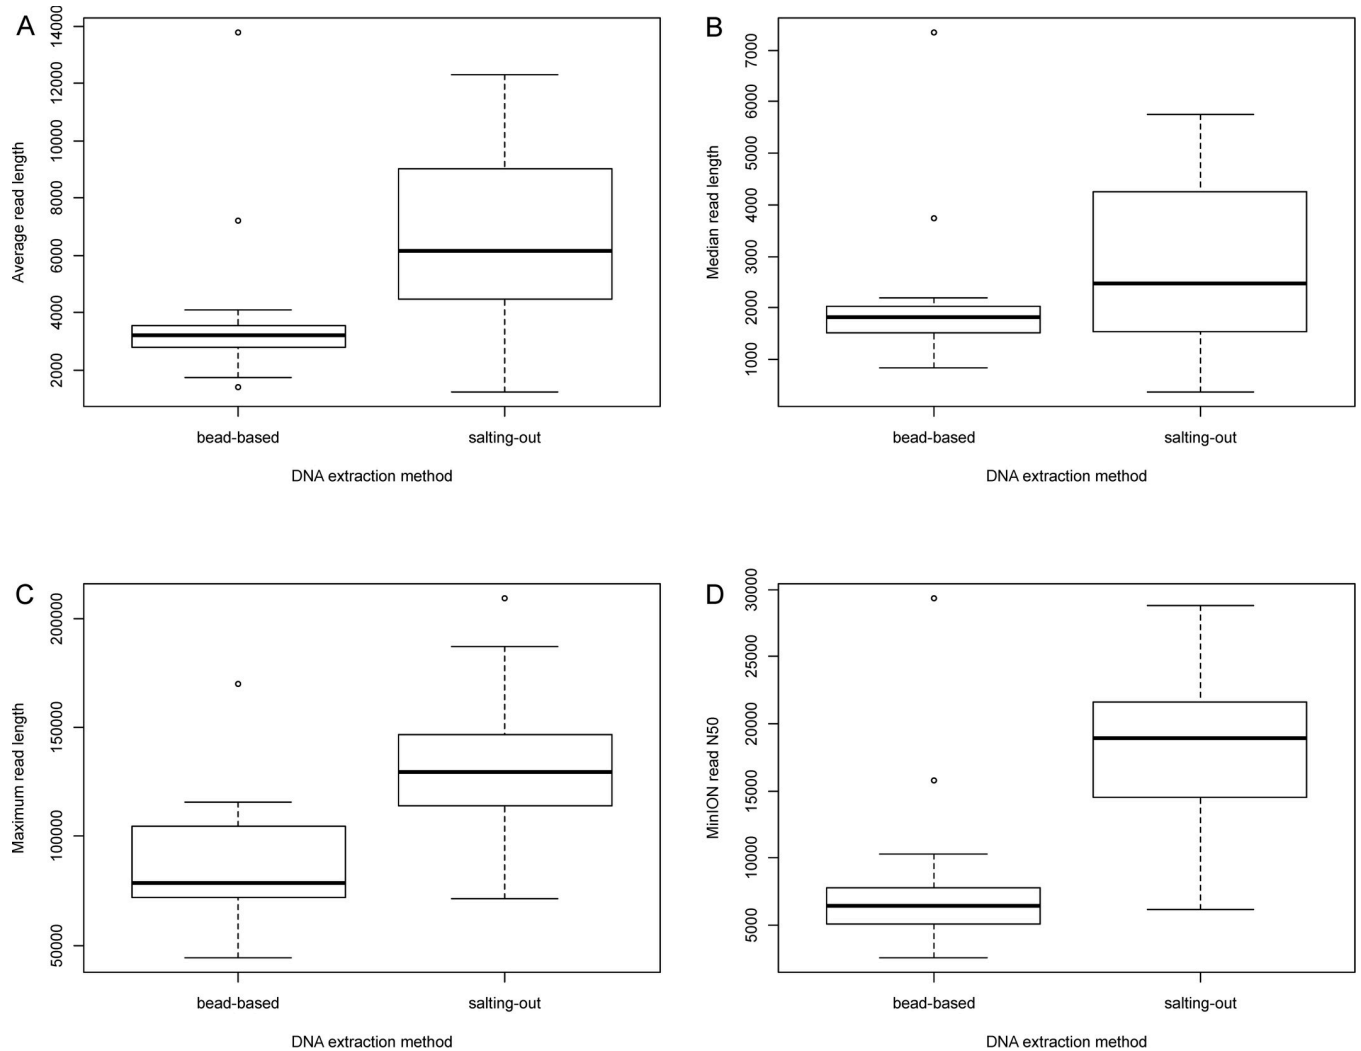 A
Average read length
14000
12000
10000
8000
6000
4000
2000
bead-based
salting-out
DNA extraction method
B
Median read length
7000
6000
5000
4000
3000
2000
1000
bead-based
salting-out
DNA extraction method
C
Maximum read length
200000
150000
100000
50000
bead-based
salting-out
DNA extraction method
D
MinION read N50
30000
25000
20000
15000
10000
5000
bead-based
salting-out
DNA extraction method